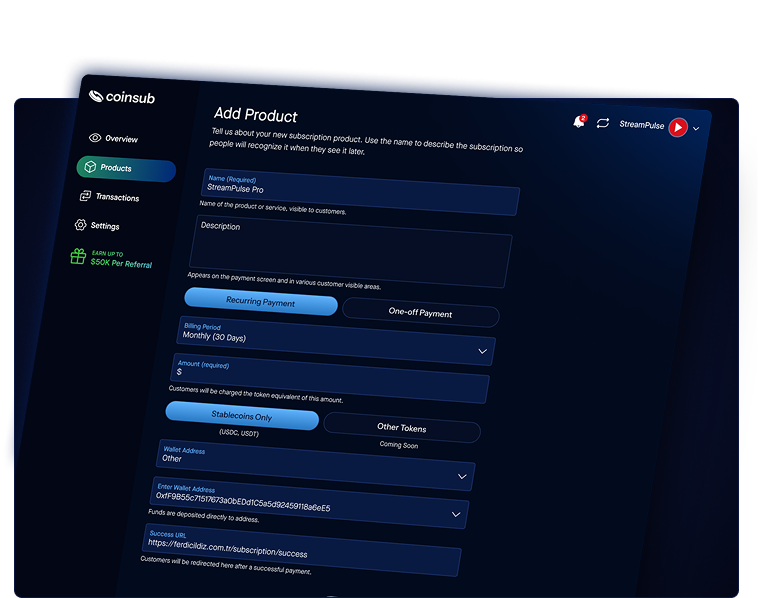 coinsub
Overview
Products
Transactions
Settings
EARN UP TO
$50K Per Referral
2
StreamPulse
Add Product
Tell us about your new subscription product. Use the name to describe the subscription so
people will recognize it when they see it later.
Name (Required)
StreamPulse Pro
Name of the product or service, visible to customers.
Description
Appears on the payment screen and in various customer visible areas.
Recurring Payment
One-off Payment
Billing Period
Monthly (30 Days)
Amount (required)
$
Customers will be charged the token equivalent of this amount.
Stablecoins Only
Other Tokens
(USDC, USDT)
Coming Soon
Wallet Address
Other
Enter Wallet Address
0xfF9B55c71517673a0bEDd1C5a5d92459118a6eE5
Funds are deposited directly to address.
Success URL
https://ferdicildiz.com.tr/subscription/success
Customers will be redirected here after a successful payment.